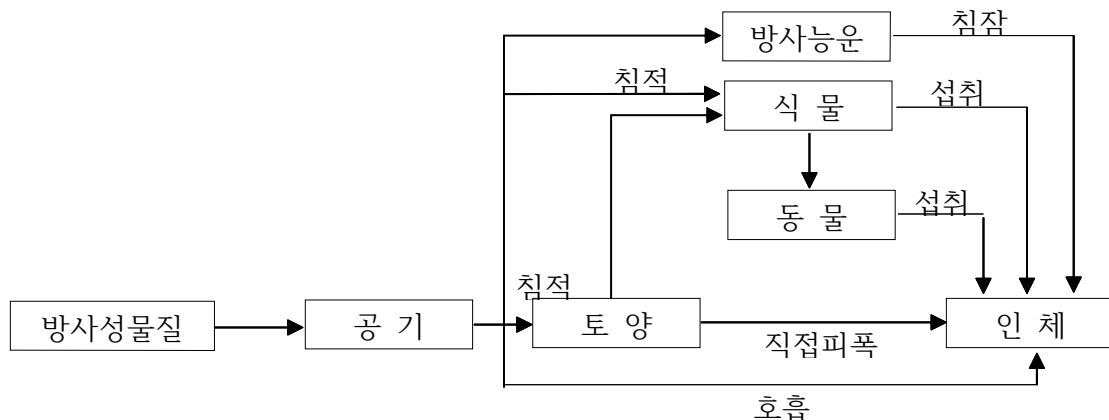 방사능운
침잠
침적
식 물
섭취
동 물
섭취
침적
방사성물질
공 기
토 양
직접피폭
인 체
호흡